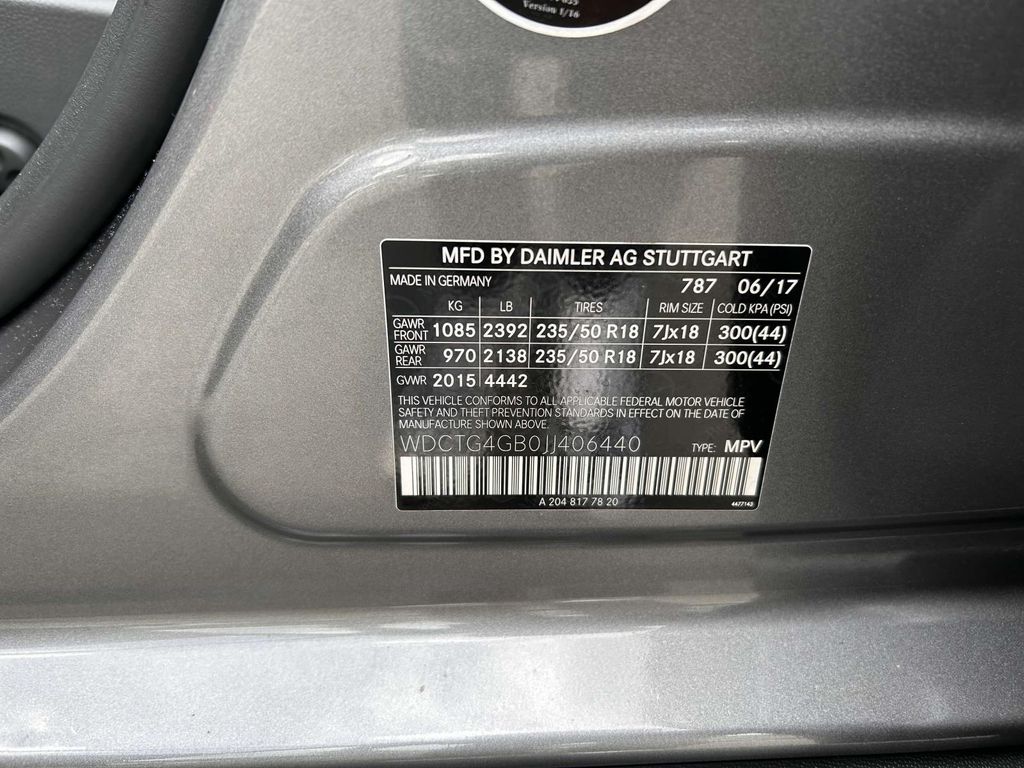 Version 1/16
MFD BY DAIMLER AG STUTTGART
MADE IN GERMANY 787 06/17
KG LB TIRES RIM SIZE COLD KPA (PSI)
GAWR FRONT 1085 2392 235/50 R18 7Jx18 300(44)
GAWR REAR 970 2138 235/50 R18 7Jx18 300(44)
GVWR 2015 4442
THIS VEHICLE CONFORMS TO ALL APPLICABLE FEDERAL MOTOR VEHICLE
SAFETY AND THEFT PREVENTION STANDARDS IN EFFECT ON THE DATE OF
MANUFACTURE SHOWN ABOVE.
WDCTG4GB0JJ406440 TYPE: MPV
A 204 817 78 20 4477143